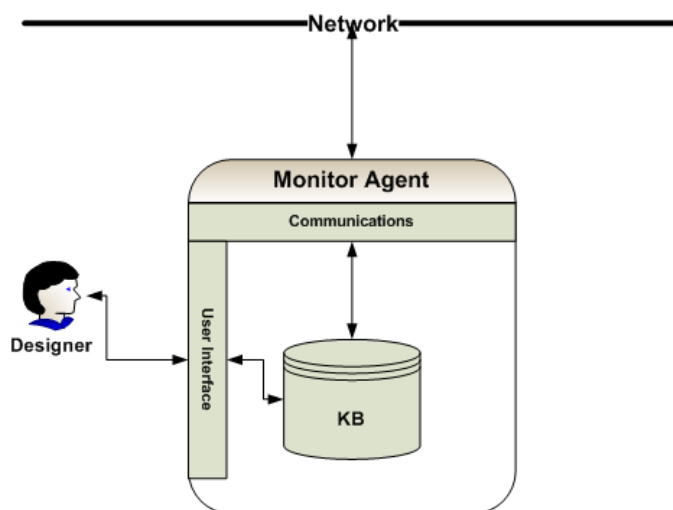 Network
Monitor Agent
Communications
User Interface
Designer
KB